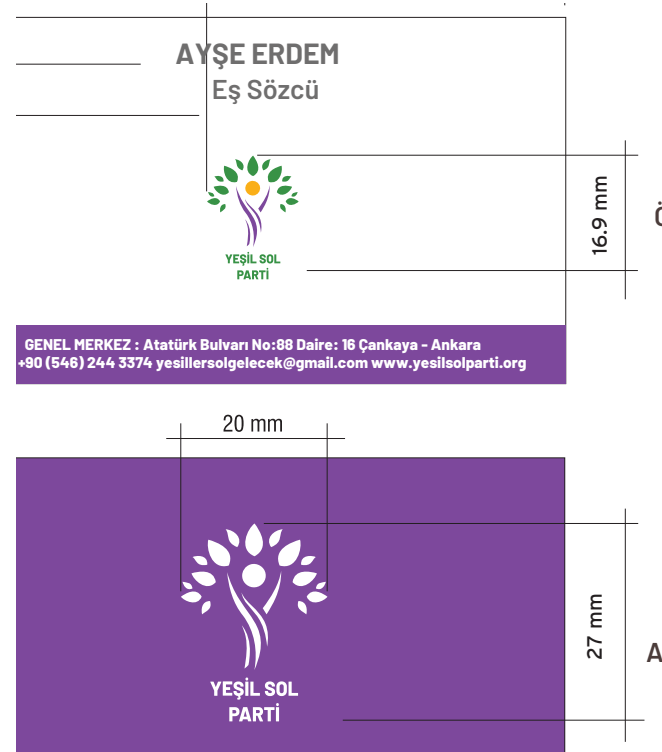 AYŞE ERDEM
Eş Sözcü
16.9 mm
YEŞİL SOL
PARTİ
GENEL MERKEZ : Atatürk Bulvarı No:88 Daire: 16 Çankaya - Ankara
+90 (546) 244 3374 yesillersolgelecek@gmail.com www.yesilsolparti.org
20 mm
27 mm
YEŞİL SOL
PARTİ